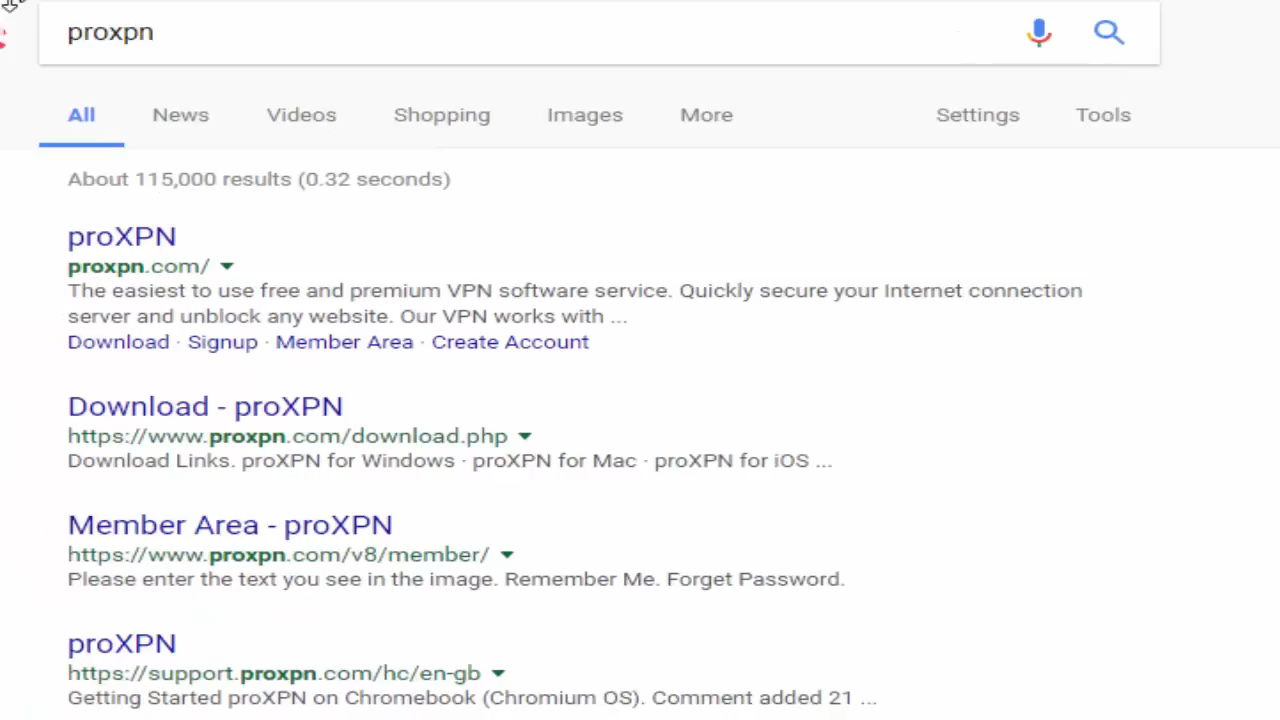 proxpn
All News Videos Shopping Images More Settings Tools
About 115,000 results (0.32 seconds)
proXPN
proxpn.com/
The easiest to use free and premium VPN software service. Quickly secure your Internet connection
server and unblock any website. Our VPN works with ...
Download · Signup · Member Area · Create Account
Download - proXPN
https://www.proxpn.com/download.php
Download Links. proXPN for Windows · proXPN for Mac · proXPN for iOS ...
Member Area - proXPN
https://www.proxpn.com/v8/member/
Please enter the text you see in the image. Remember Me. Forget Password.
proXPN
https://support.proxpn.com/hc/en-gb
Getting Started proXPN on Chromebook (Chromium OS). Comment added 21 ...